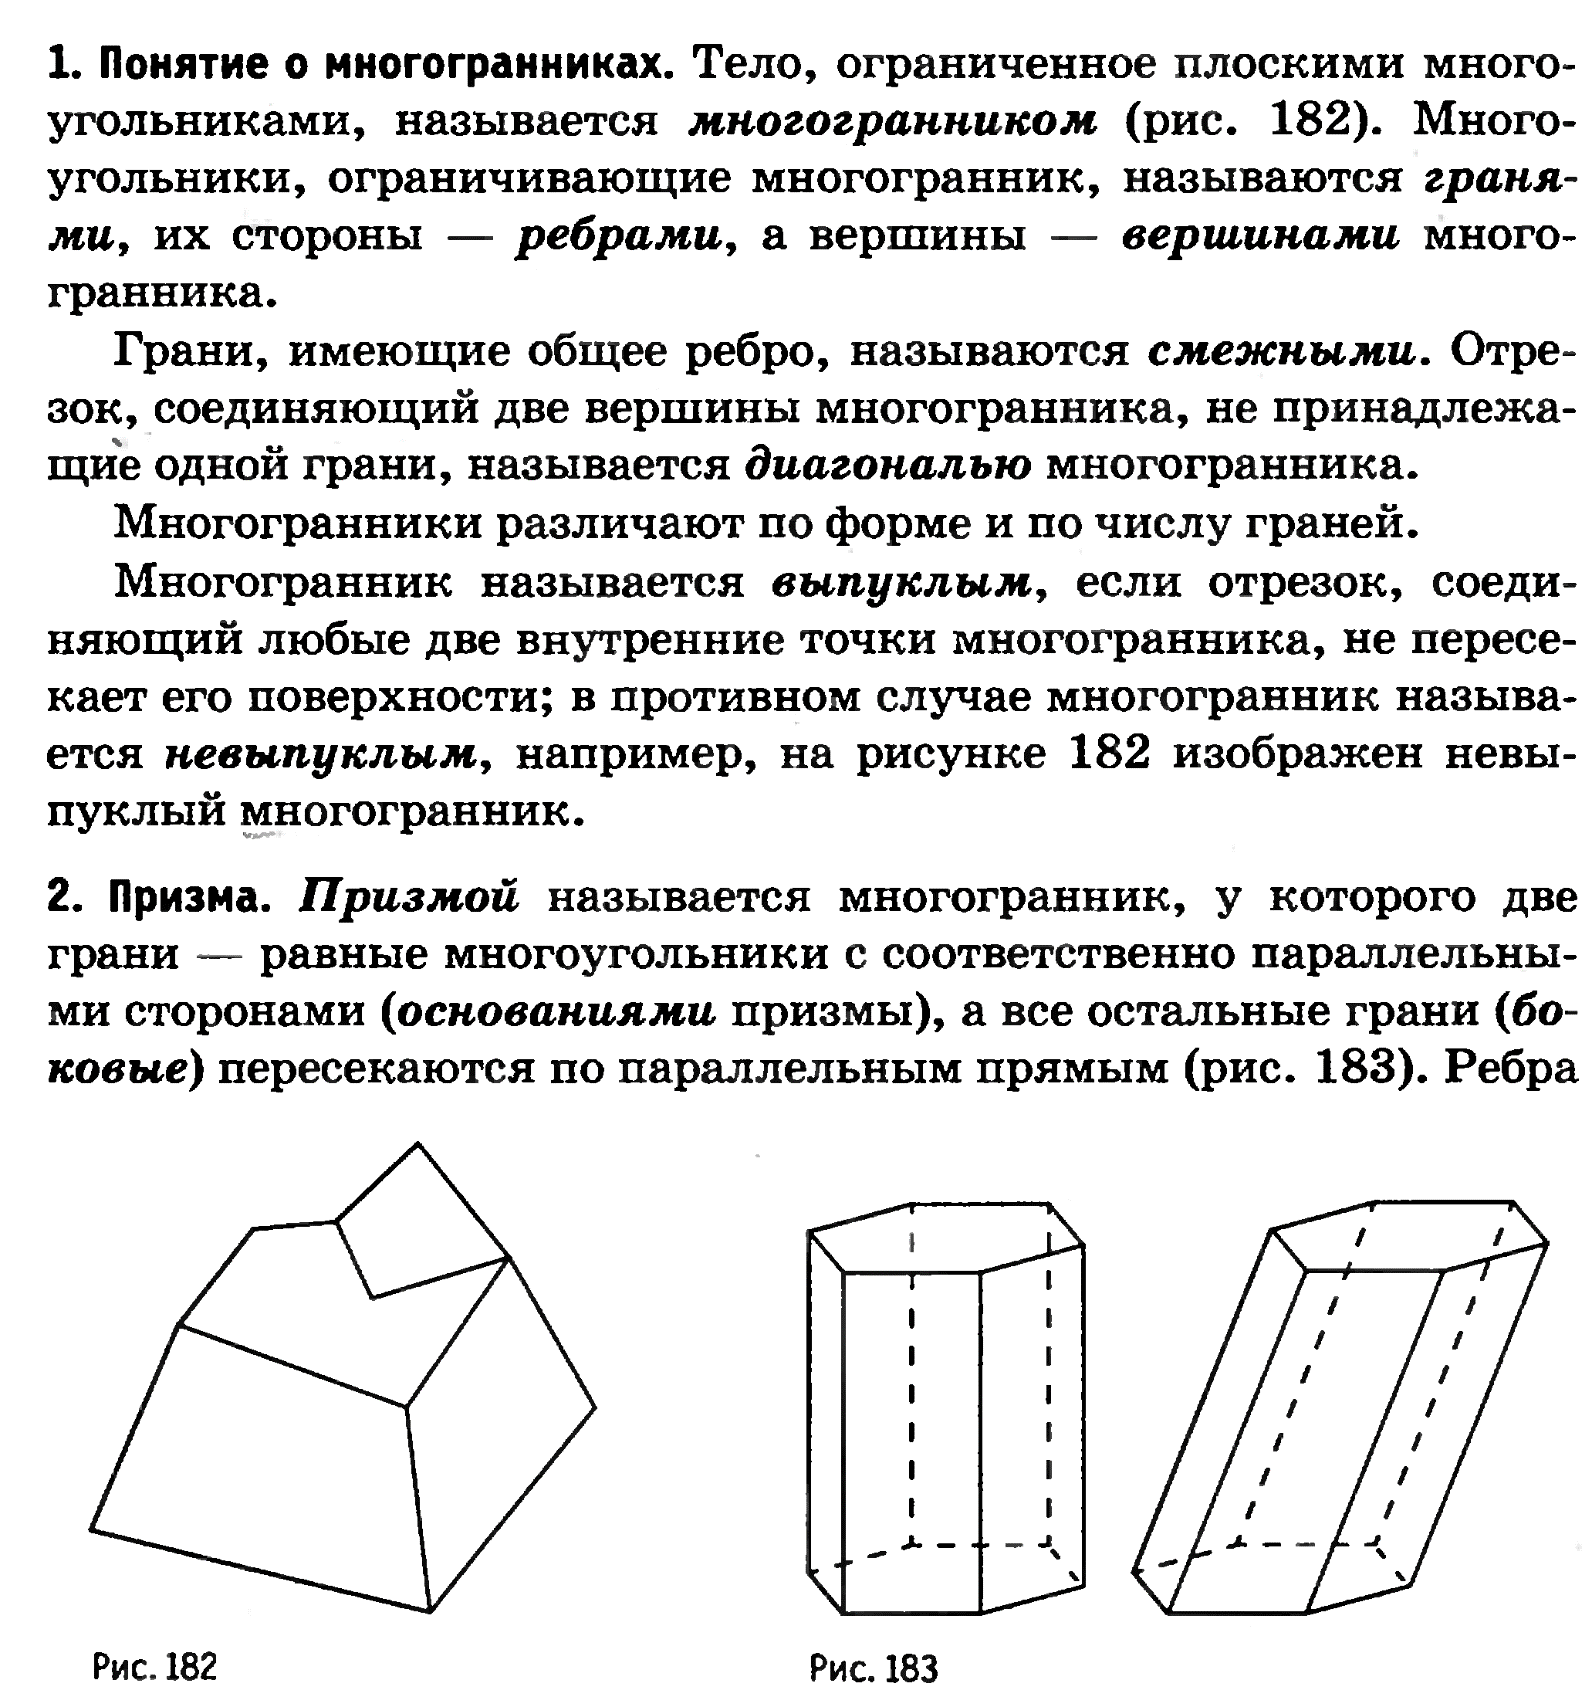 1. Понятие о многогранниках. Тело, ограниченное плоскими много-
угольниками, называется многогранником (рис. 182). Много-
угольники, ограничивающие многогранник, называются граня-
ми, их стороны — ребрами, а вершины — вершинами много-
гранника.
Грани, имеющие общее ребро, называются смежными. Отре-
зок, соединяющий две вершины многогранника, не принадлежа-
щие одной грани, называется диагональю многогранника.
Многогранники различают по форме и по числу граней.
Многогранник называется выпуклым, если отрезок, соеди-
няющий любые две внутренние точки многогранника, не пересе-
кает его поверхности; в противном случае многогранник называ-
ется невыпуклым, например, на рисунке 182 изображен невы-
пуклый многогранник.
2. Призма. Призмой называется многогранник, у которого две
грани — равные многоугольники с соответственно параллельны-
ми сторонами (основаниями призмы), а все остальные грани (бо-
ковые) пересекаются по параллельным прямым (рис. 183). Ребра
Рис. 182
Рис. 183